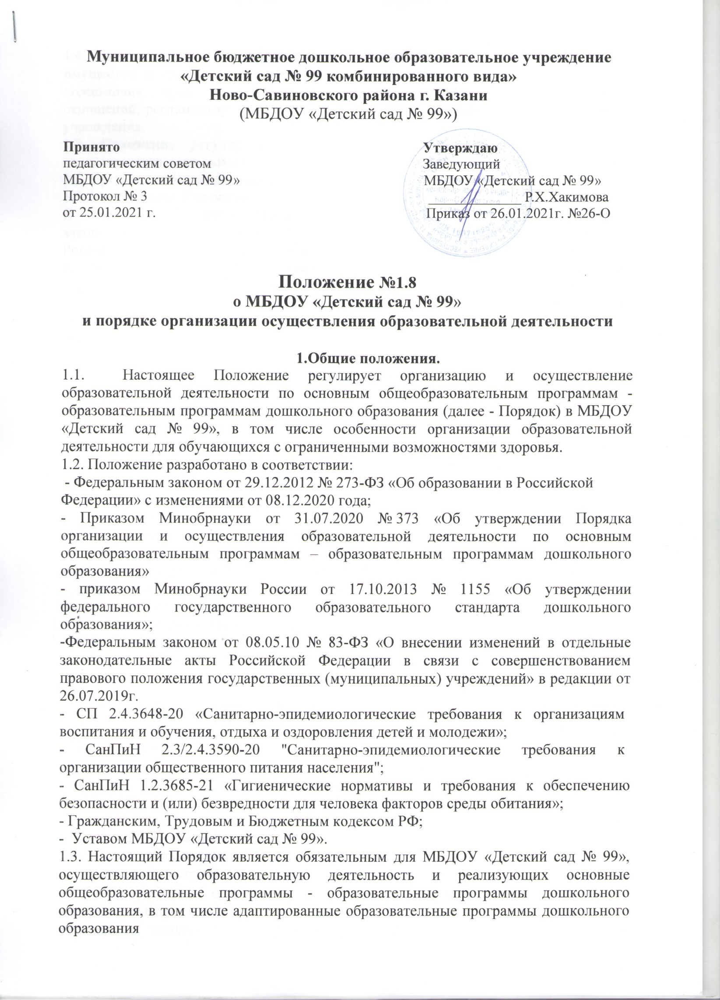 Муниципальное бюджетное дошкольное образовательное учреждение
«Детский сад № 99 комбинированного вида»
Ново-Савиновского района г. Казани
(МБДОУ «Детский сад № 99»)
Принято
педагогическим советом
МБДОУ «Детский сад № 99»
Протокол № 3
от 25.01.2021 г.
Утверждаю
Заведующий
МБДОУ «Детский сад № 99»
____________ Р.Х.Хакимова
Приказ от 26.01.2021г. №26-О
Положение №1.8
о МБДОУ «Детский сад № 99»
и порядке организации осуществления образовательной деятельности
1.Общие положения.
1.1. Настоящее Положение регулирует организацию и осуществление
образовательной деятельности по основным общеобразовательным программам -
образовательным программам дошкольного образования (далее - Порядок) в МБДОУ
«Детский сад № 99», в том числе особенности организации образовательной
деятельности для обучающихся с ограниченными возможностями здоровья.
1.2. Положение разработано в соответствии:
- Федеральным законом от 29.12.2012 № 273-ФЗ «Об образовании в Российской
Федерации» с изменениями от 08.12.2020 года;
- Приказом Минобрнауки от 31.07.2020 № 373 «Об утверждении Порядка
организации и осуществления образовательной деятельности по основным
общеобразовательным программам – образовательным программам дошкольного
образования»
- приказом Минобрнауки России от 17.10.2013 № 1155 «Об утверждении
федерального государственного образовательного стандарта дошкольного
образования»;
-Федеральным законом от 08.05.10 № 83-ФЗ «О внесении изменений в отдельные
законодательные акты Российской Федерации в связи с совершенствованием
правового положения государственных (муниципальных) учреждений» в редакции от
26.07.2019г.
- СП 2.4.3648-20 «Санитарно-эпидемиологические требования к организациям
воспитания и обучения, отдыха и оздоровления детей и молодежи»;
- СанПиН 2.3/2.4.3590-20 "Санитарно-эпидемиологические требования к
организации общественного питания населения";
- СанПиН 1.2.3685-21 «Гигиенические нормативы и требования к обеспечению
безопасности и (или) безвредности для человека факторов среды обитания»;
- Гражданским, Трудовым и Бюджетным кодексом РФ;
- Уставом МБДОУ «Детский сад № 99».
1.3. Настоящий Порядок является обязательным для МБДОУ «Детский сад № 99»,
осуществляющего образовательную деятельность и реализующих основные
общеобразовательные программы - образовательные программы дошкольного
образования, в том числе адаптированные образовательные программы дошкольного
образования